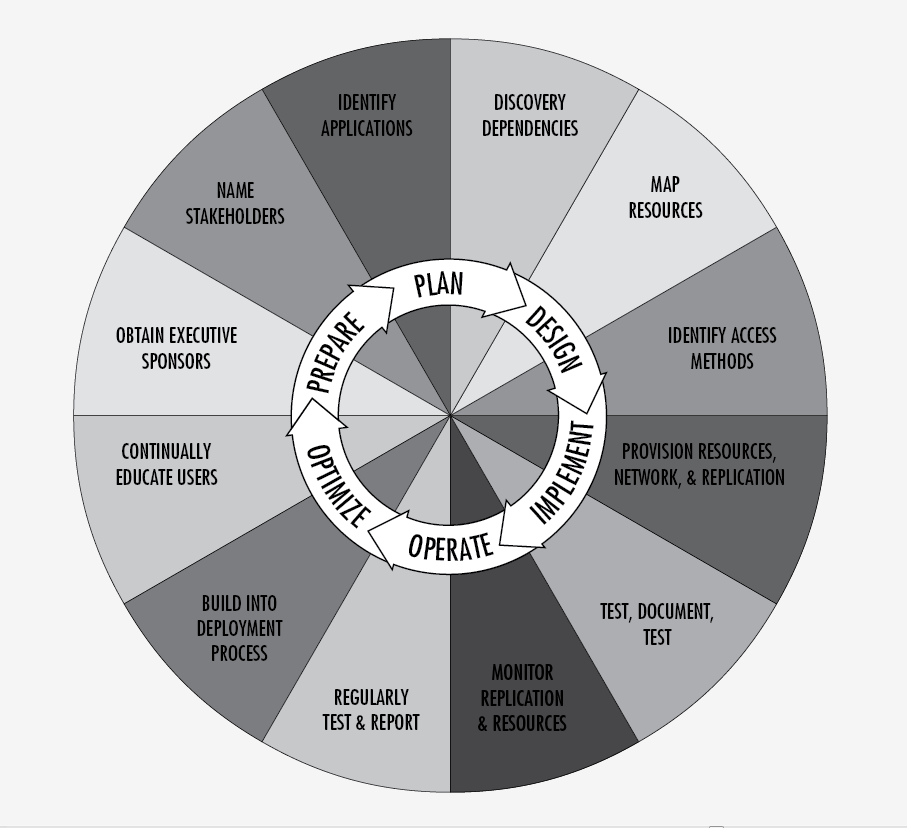 IDENTIFY
APPLICATIONS
DISCOVERY
DEPENDENCIES
MAP
RESOURCES
IDENTIFY ACCESS
METHODS
PROVISION RESOURCES,
NETWORK, & REPLICATION
TEST, DOCUMENT,
TEST
MONITOR
REPLICATION
& RESOURCES
REGULARLY
TEST & REPORT
BUILD INTO
DEPLOYMENT
PROCESS
CONTINUALLY
EDUCATE USERS
OBTAIN EXECUTIVE
SPONSORS
NAME
STAKEHOLDERS
PLAN
DESIGN
IMPLEMENT
OPERATE
OPTIMIZE
PREPARE